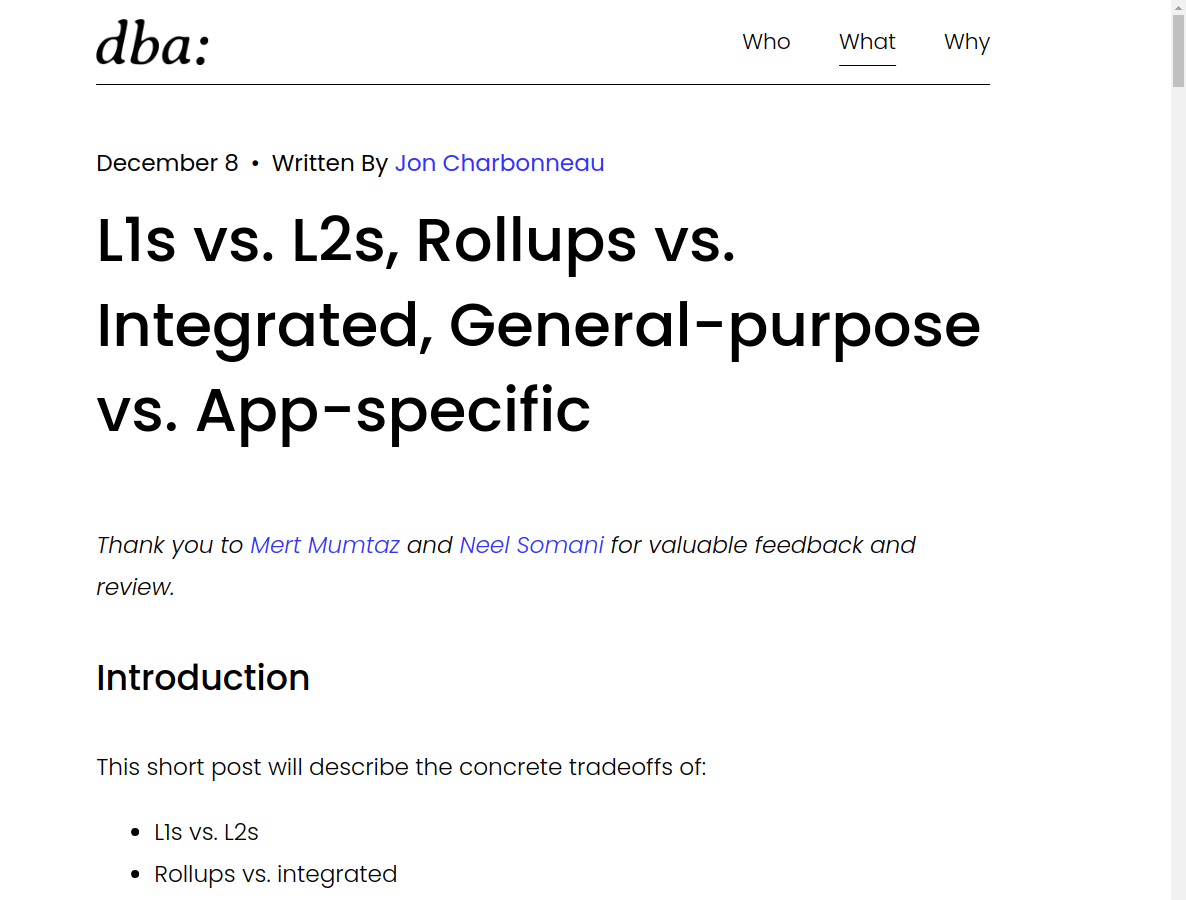 dba:
Who What Why
December 8 • Written By Jon Charbonneau
L1s vs. L2s, Rollups vs.
Integrated, General-purpose
vs. App-specific
Thank you to Mert Mumtaz and Neel Somani for valuable feedback and
review.
Introduction
This short post will describe the concrete tradeoffs of:
• L1s vs. L2s
• Rollups vs. integrated